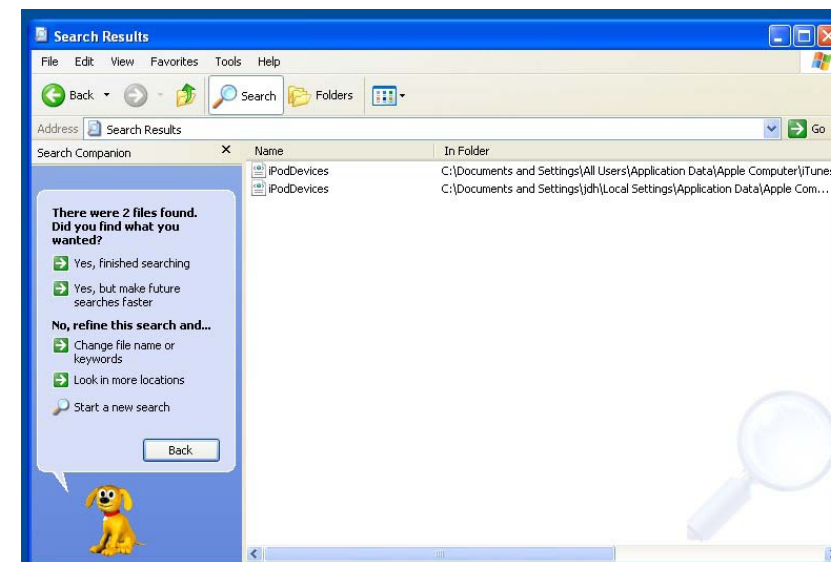 Search Results
File Edit View Favorites Tools Help
Back Search Folders
Address Search Results Go
Search Companion Name In Folder
iPodDevices C:\Documents and Settings\All Users\Application Data\Apple Computer\iTunes
iPodDevices C:\Documents and Settings\jdh\Local Settings\Application Data\Apple Com...
There were 2 files found.
Did you find what you
wanted?
Yes, finished searching
Yes, but make future
searches faster
No, refine this search and...
Change file name or
keywords
Look in more locations
Start a new search
Back